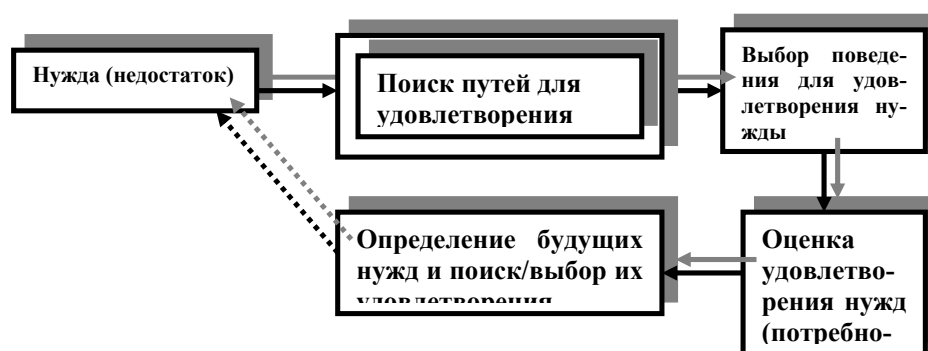 Нужда (недостаток)
Поиск путей для
удовлетворения
Выбор поведе-
ния для удов-
летворения ну-
жды
Определение будущих
нужд и поиск/выбор их
удовлетворения
Оценка
удовлетво-
рения нужд
(потребно-